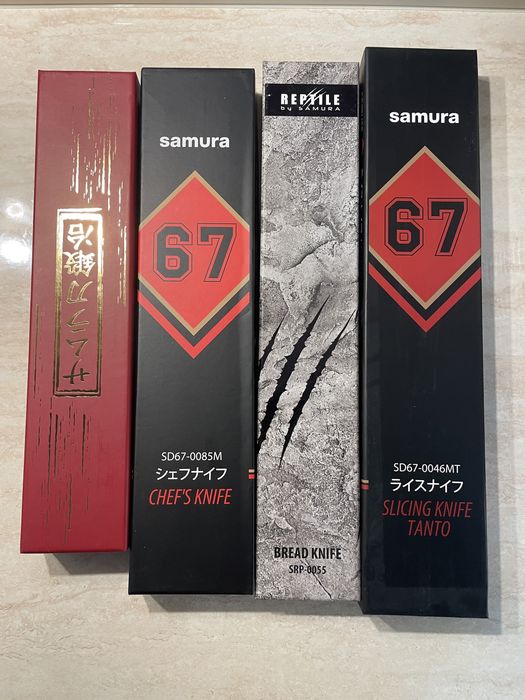 サムラ刀鍛冶
samura
67
SD67-0085M
シェフナイフ
CHEF'S KNIFE
REPTILE
by SAMURA
BREAD KNIFE
SRP-0055
samura
67
SD67-0046MT
ライスナイフ
SLICING KNIFE
TANTO